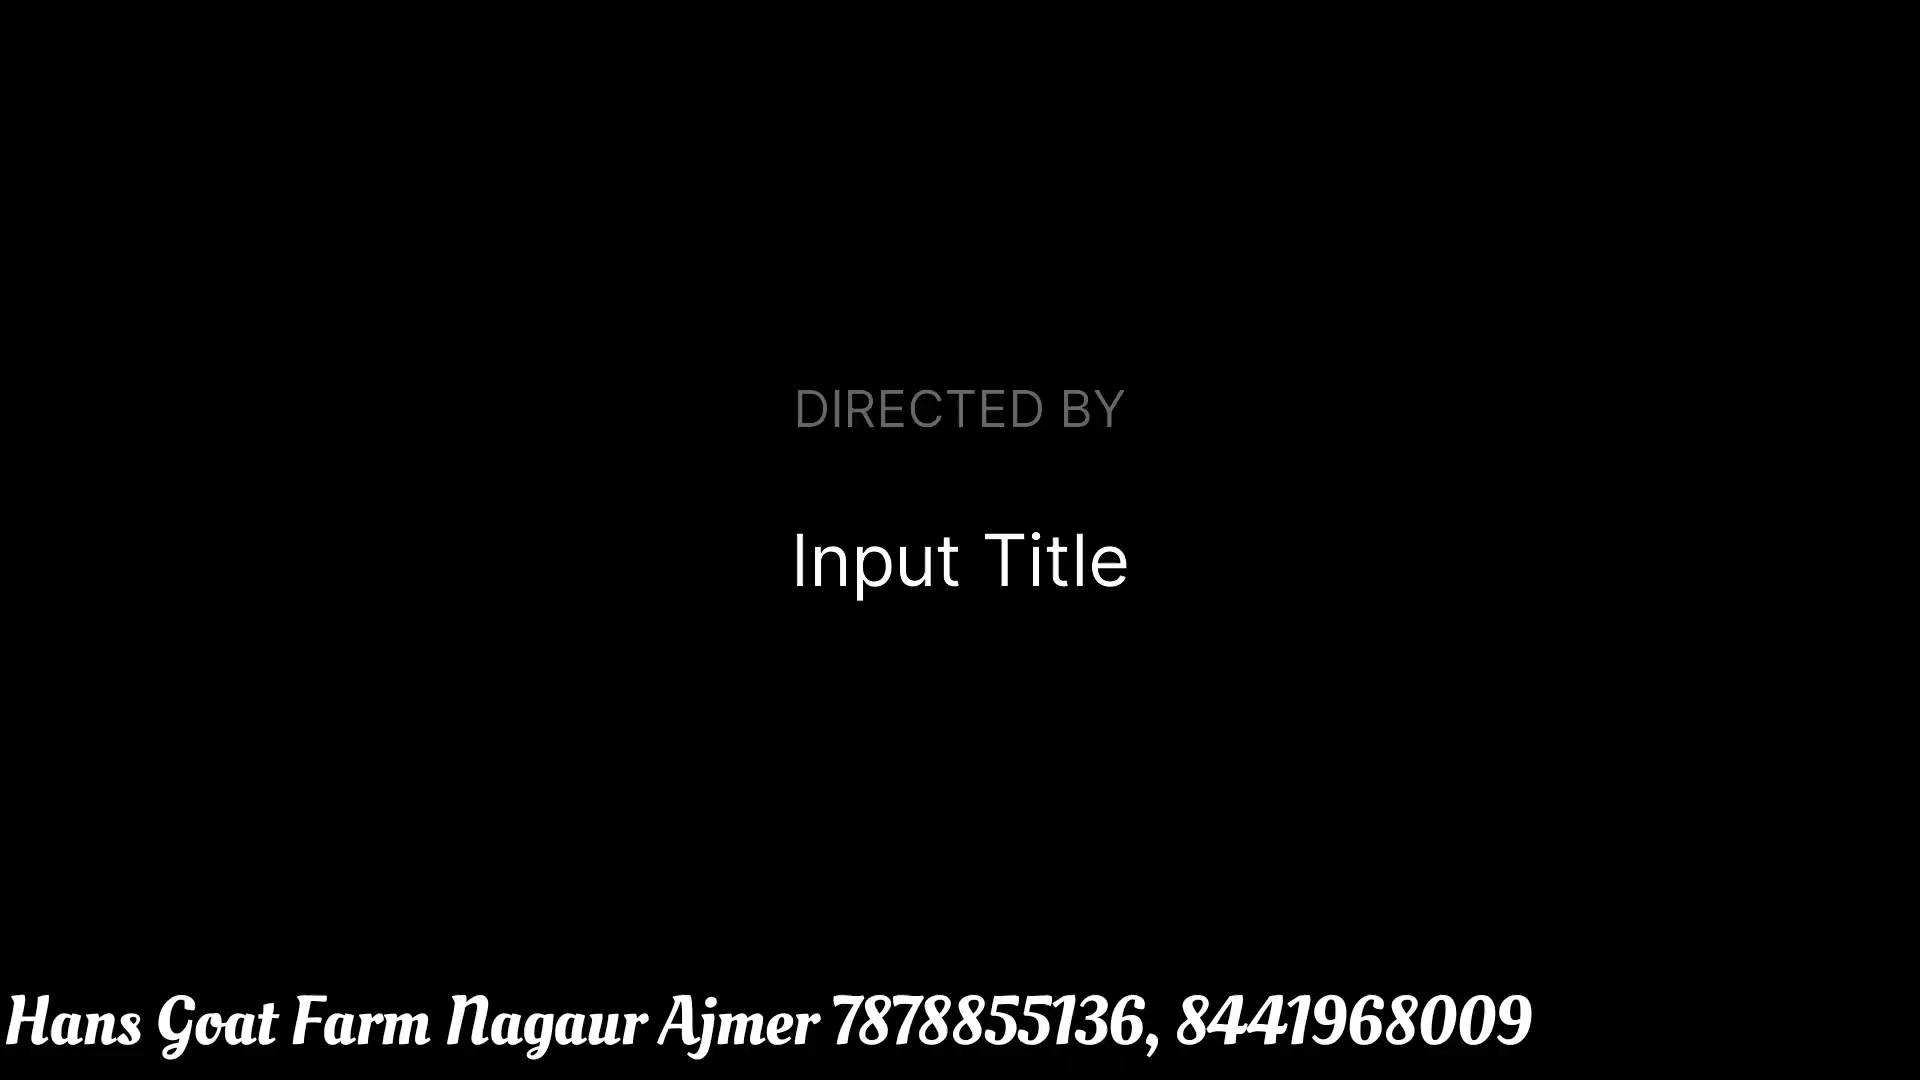 DIRECTED BY
Input Title
Hans Goat Farm Nagaur Ajmer 7878855136, 8441968009